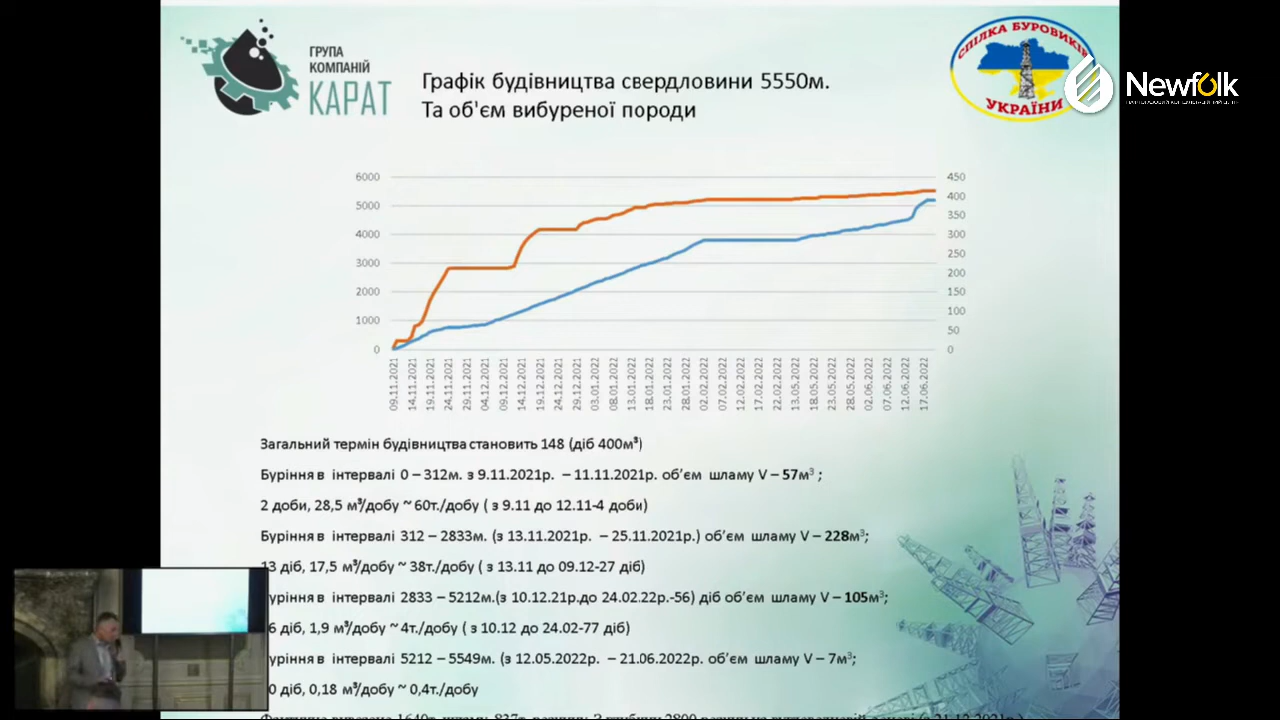 ГРУПА
КОМПАНІЙ
КАРАТ
Графік будівництва свердловини 5550м.
Та об'єм вибуреної породи
СПІЛКА БУРОВИКІВ
УКРАЇНИ
Newfolk
6000
5000
4000
3000
2000
1000
0
450
400
350
300
250
200
150
100
50
0
09.11.2021
14.11.2021
19.11.2021
24.11.2021
29.11.2021
04.12.2021
09.12.2021
14.12.2021
19.12.2021
24.12.2021
29.12.2021
03.01.2022
08.01.2022
13.01.2022
18.01.2022
23.01.2022
28.01.2022
02.02.2022
07.02.2022
12.02.2022
17.02.2022
22.02.2022
13.05.2022
18.05.2022
23.05.2022
28.05.2022
02.06.2022
07.06.2022
12.06.2022
17.06.2022
Загальний термін будівництва становить 148 (діб 400м³)
Буріння в інтервалі 0 – 312м. з 9.11.2021р. – 11.11.2021р. об’єм шламу V – 57м³ ;
2 доби, 28,5 м³/добу ~ 60т./добу ( з 9.11 до 12.11-4 доби)
Буріння в інтервалі 312 – 2833м. (з 13.11.2021р. – 25.11.2021р.) об’єм шламу V – 228м³;
13 діб, 17,5 м³/добу ~ 38т./добу ( з 13.11 до 09.12-27 діб)
уріння в інтервалі 2833 – 5212м.(з 10.12.21р.до 24.02.22р.-56) діб об’єм шламу V – 105м³;
6 діб, 1,9 м³/добу ~ 4т./добу ( з 10.12 до 24.02-77 діб)
уріння в інтервалі 5212 – 5549м. (з 12.05.2022р. – 21.06.2022р. об’єм шламу V – 7м³;
0 діб, 0,18 м³/добу ~ 0,4т./добу